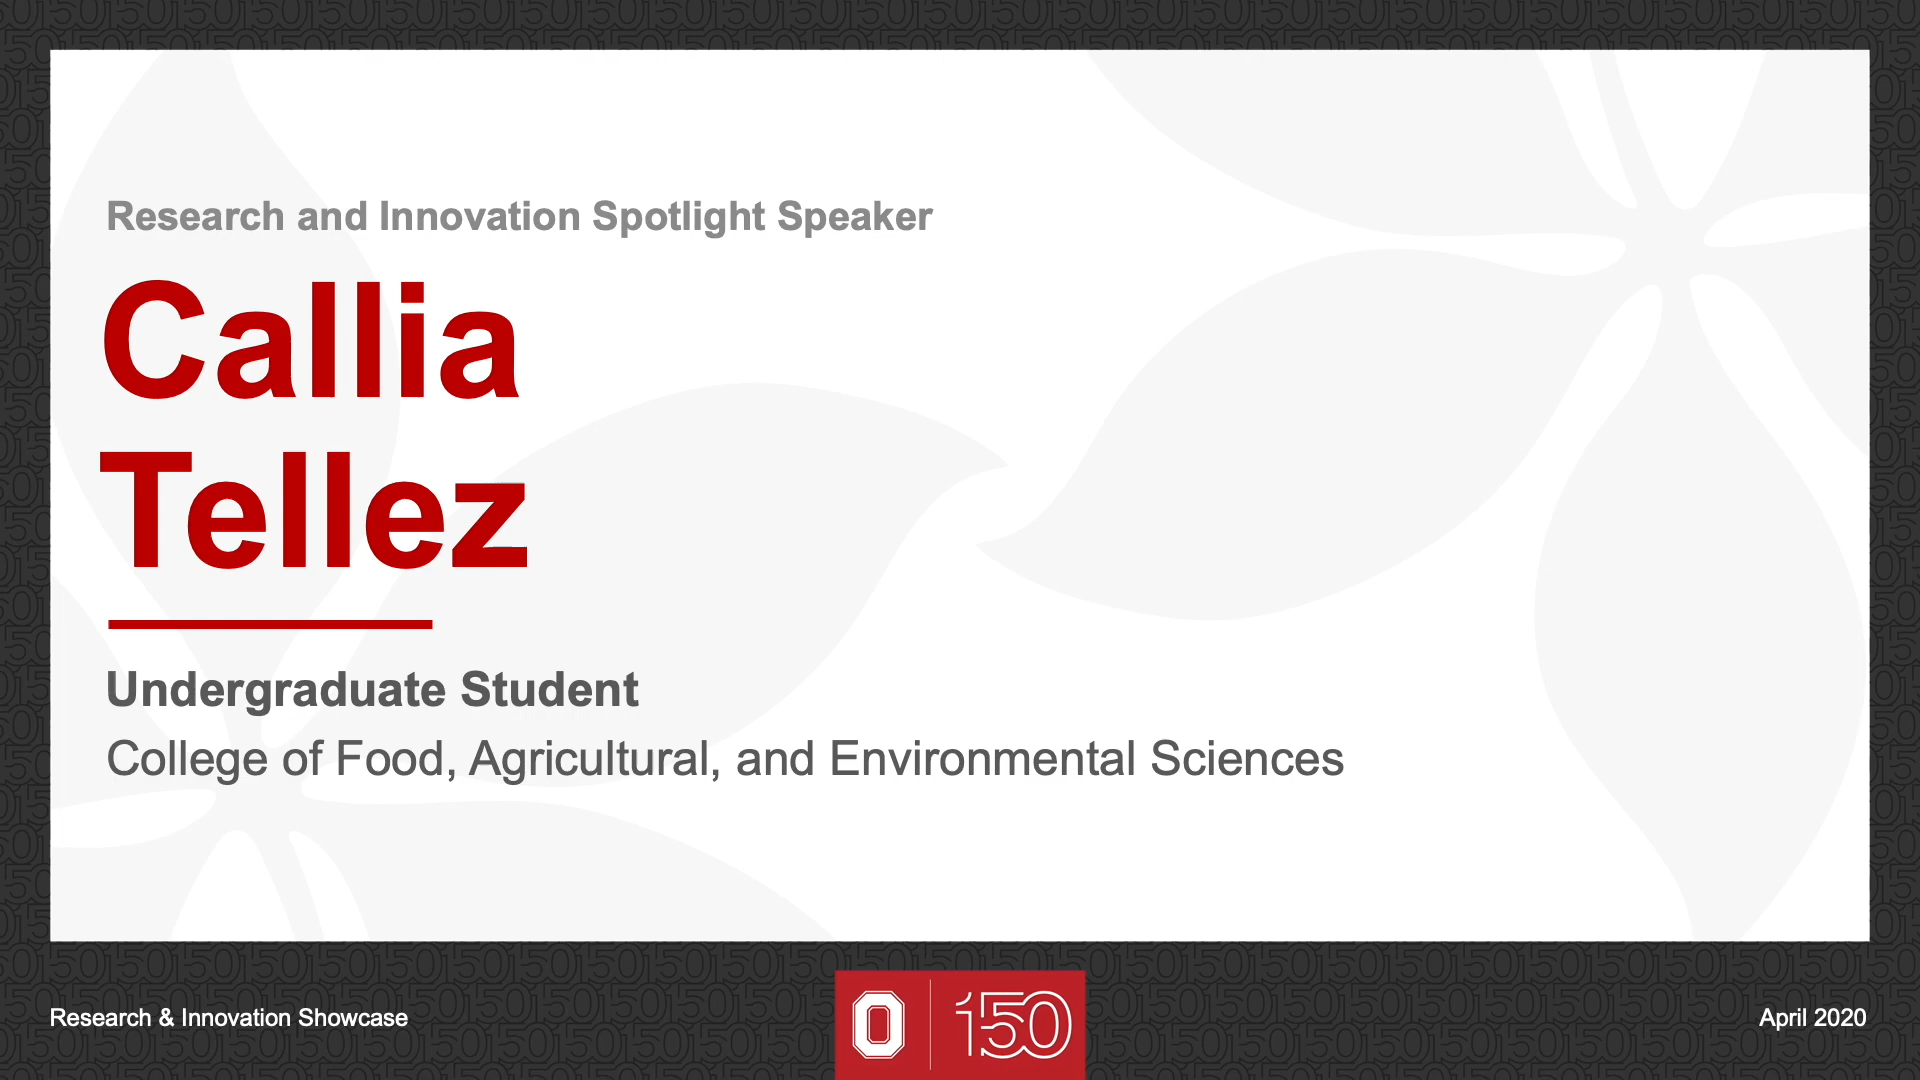 Research and Innovation Spotlight Speaker
Callia
Tellez
Undergraduate Student
College of Food, Agricultural, and Environmental Sciences
Research & Innovation Showcase
O 150
April 2020